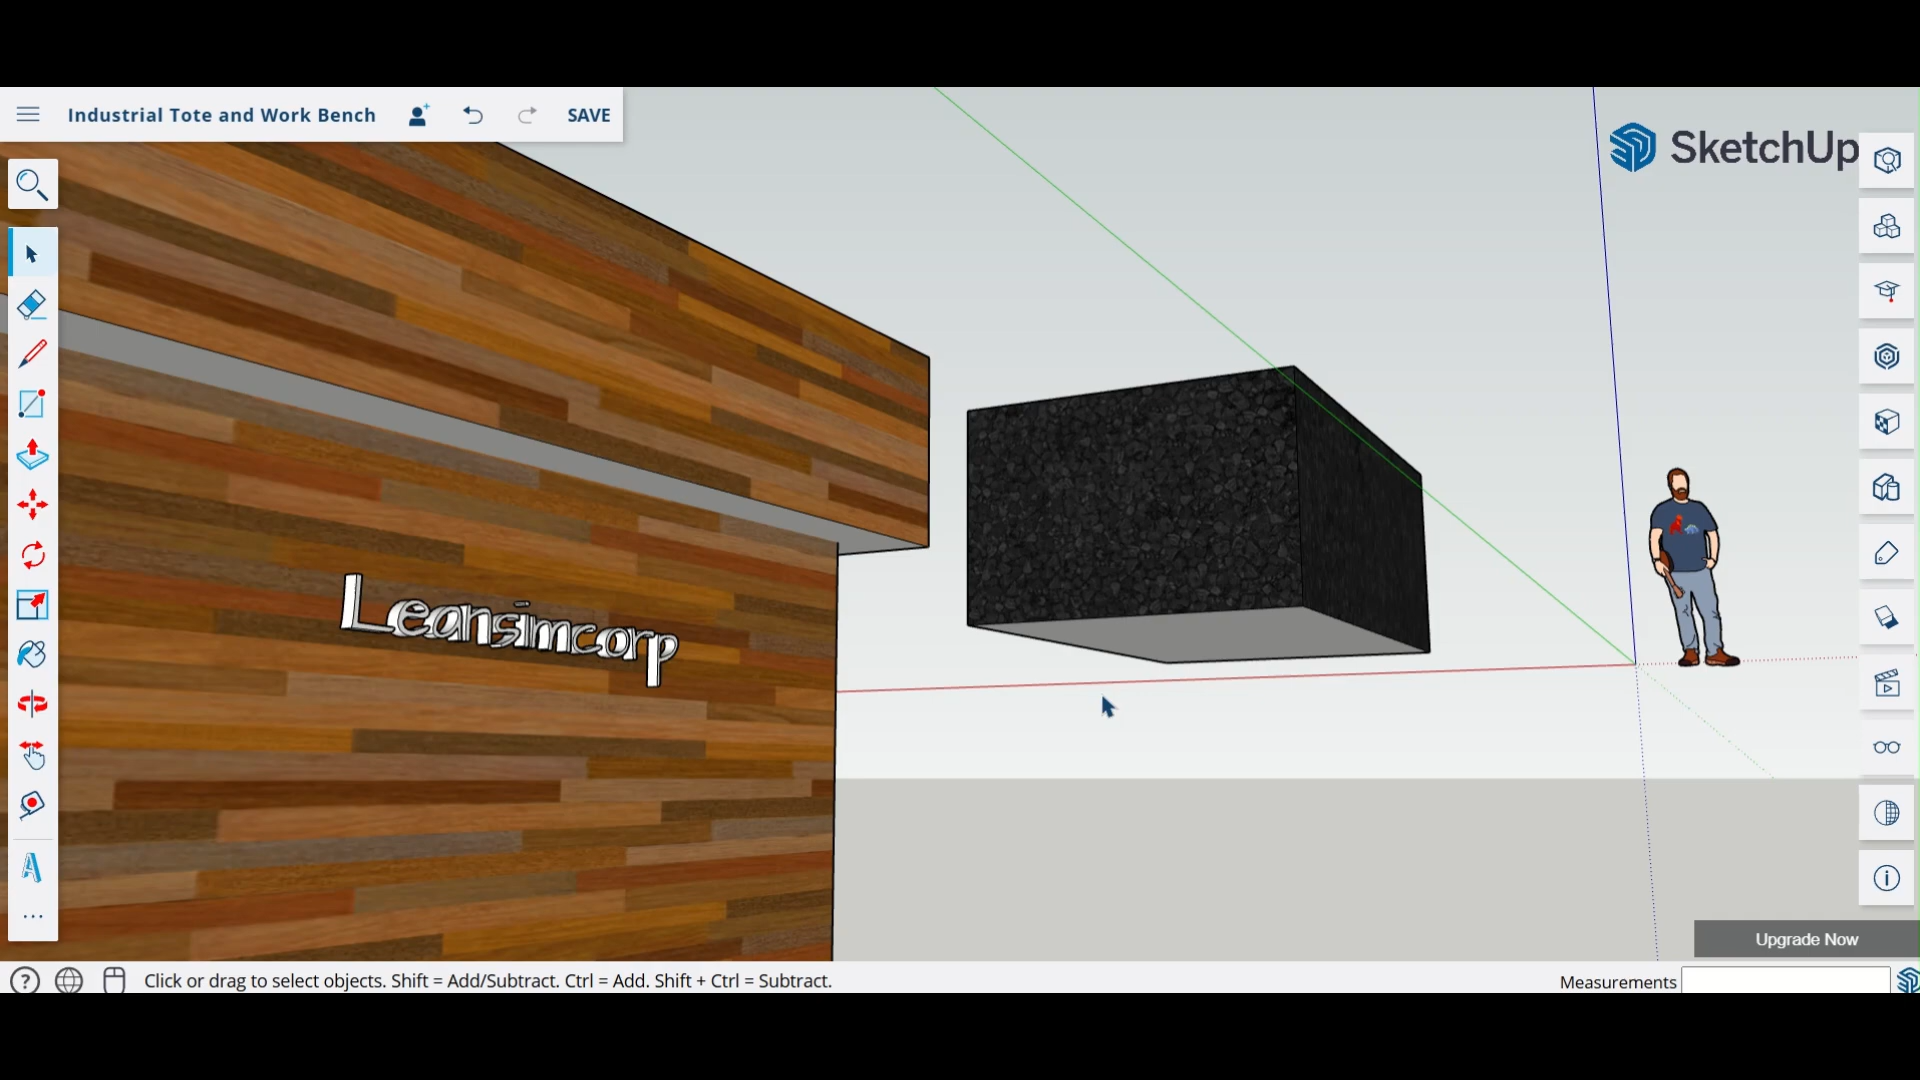 Industrial Tote and Work Bench
SAVE
SketchUp
Leansimcorp
A
Upgrade Now
Click or drag to select objects. Shift = Add/Subtract. Ctrl = Add. Shift + Ctrl = Subtract.
Measurements